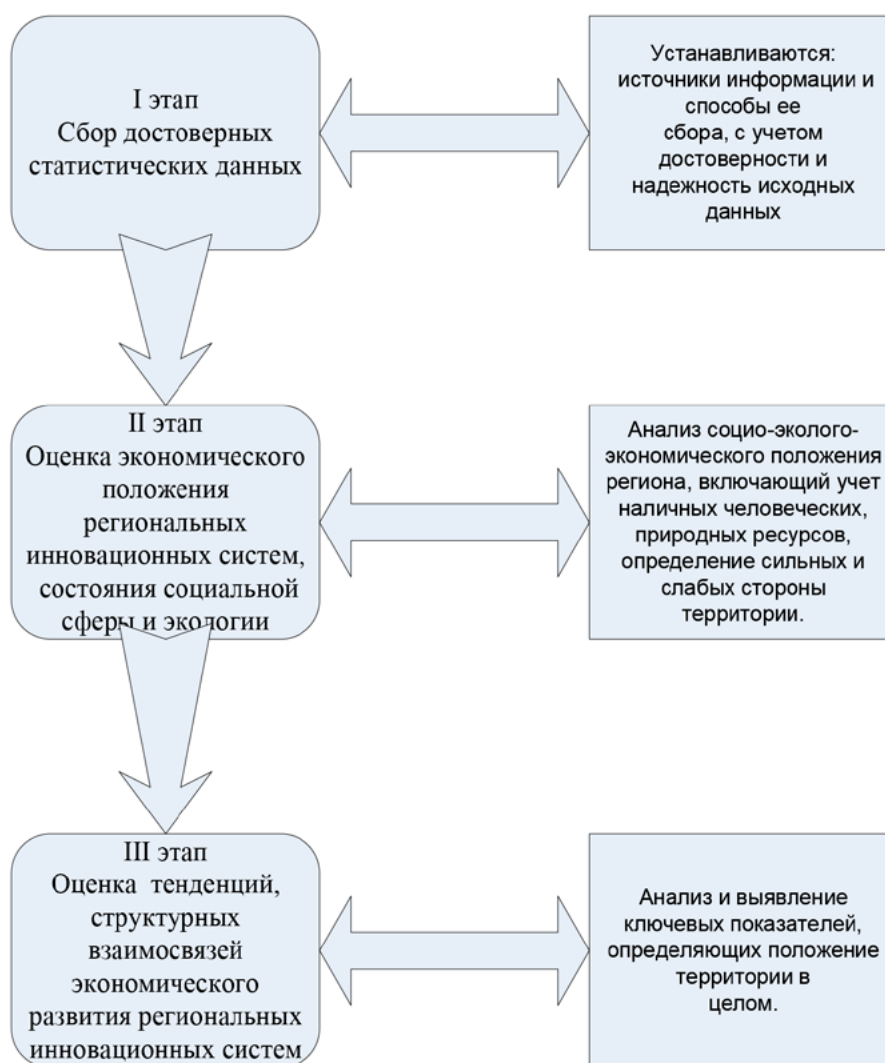 I этап
Сбор достоверных
статистических данных
Устанавливаются:
источники информации и
способы ее
сбора, с учетом
достоверности и
надежность исходных
данных
II этап
Оценка экономического
положения
региональных
инновационных систем,
состояния социальной
сферы и экологии
Анализ социо-эколого-
экономического положения
региона, включающий учет
наличных человеческих,
природных ресурсов,
определение сильных и
слабых стороны
территории.
III этап
Оценка тенденций,
структурных
взаимосвязей
экономического
развития региональных
инновационных систем
Анализ и выявление
ключевых показателей,
определяющих положение
территории в
целом.